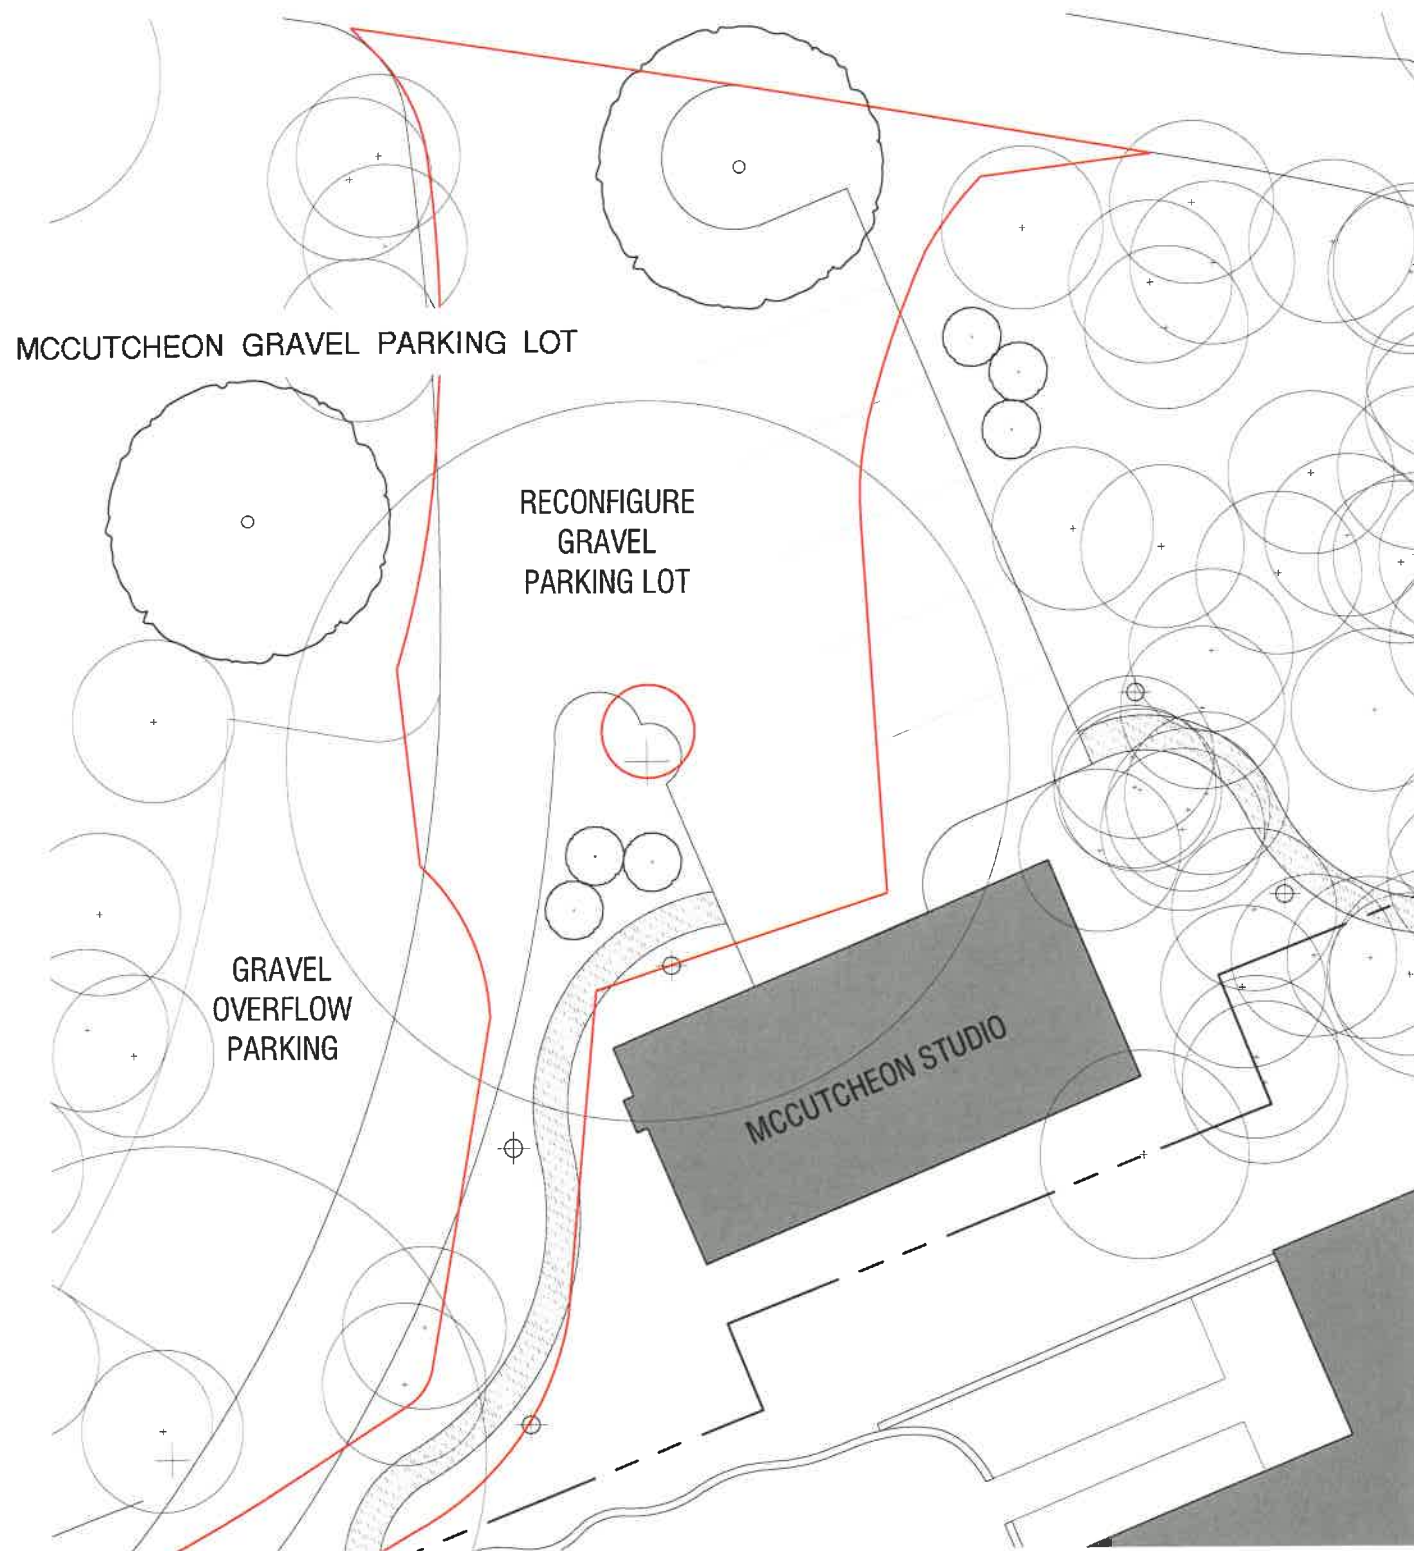 MCCUTCHEON GRAVEL PARKING LOT
RECONFIGURE
GRAVEL
PARKING LOT
GRAVEL
OVERFLOW
PARKING
MCCUTCHEON STUDIO